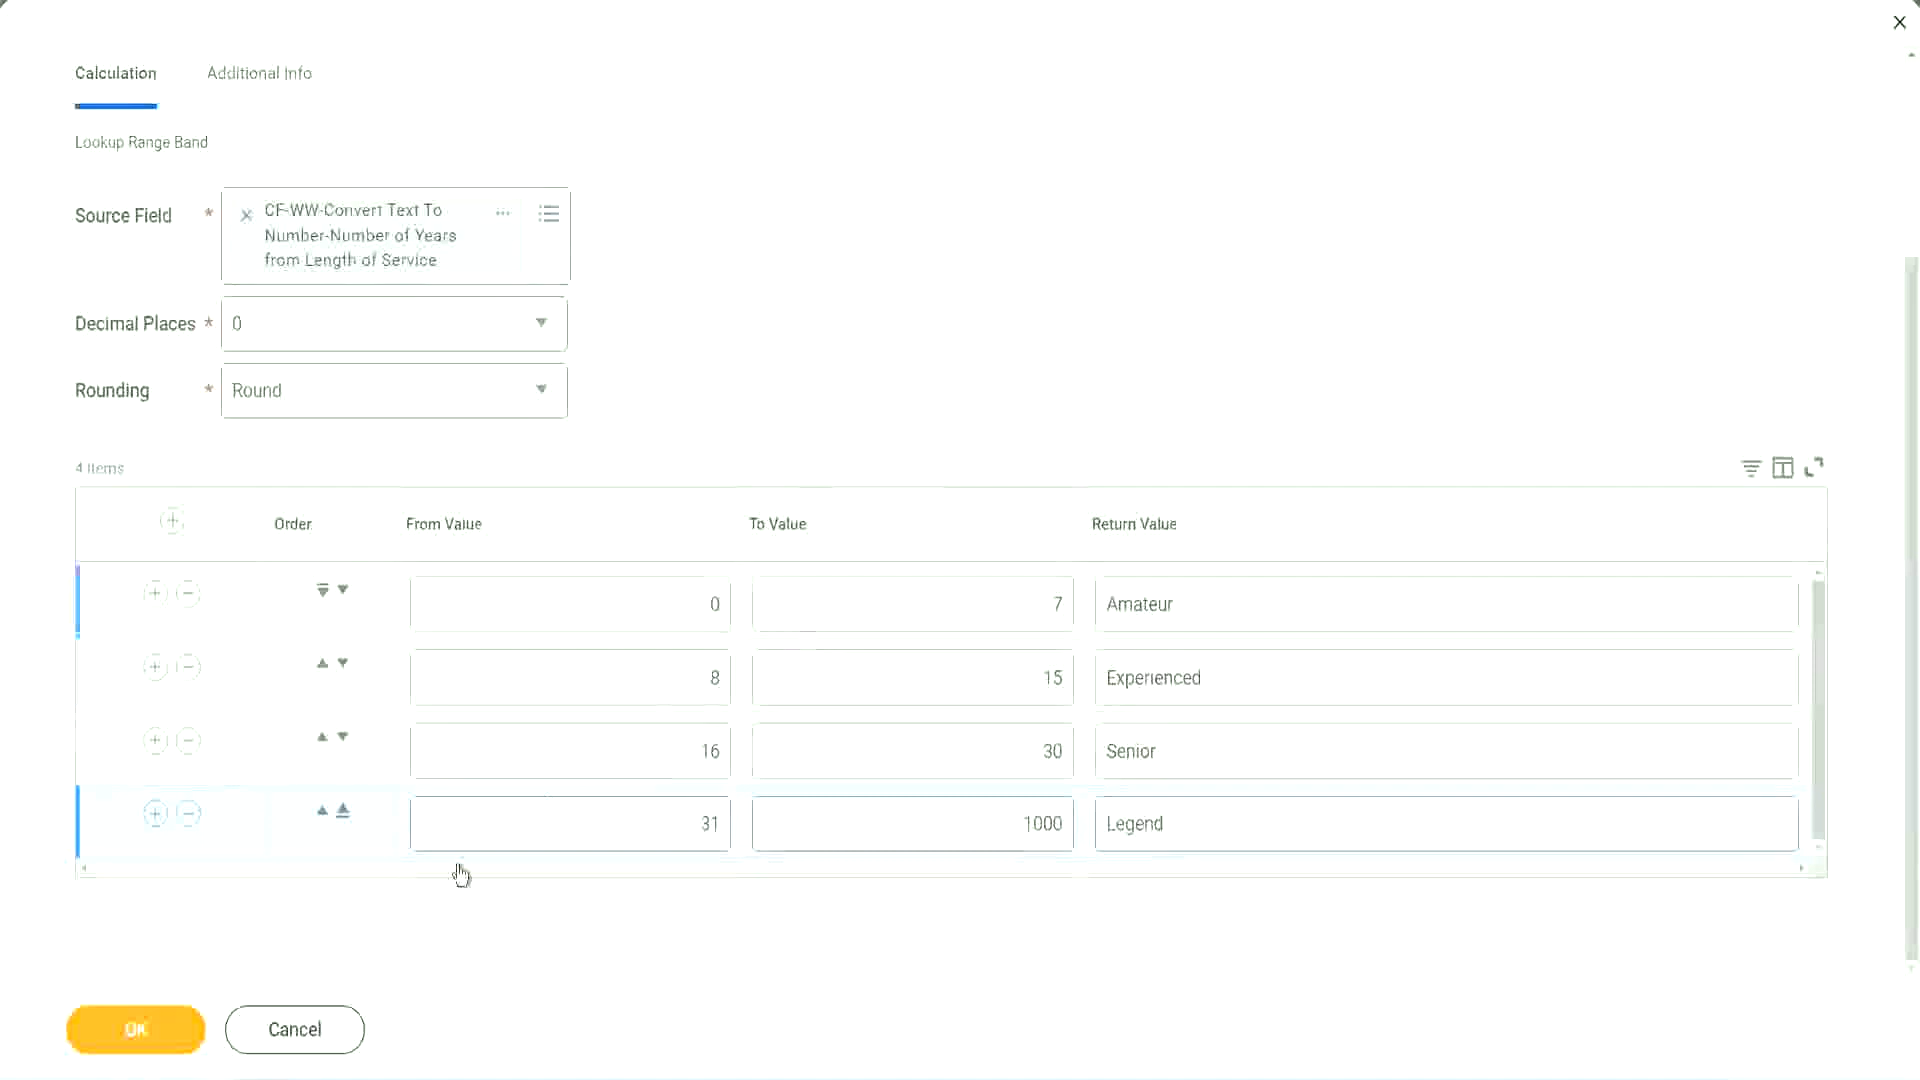 Calculation
Additional Info
Lookup Range Band
Source Field *
CF-WW-Convert Text To
Number-Number of Years
from Length of Service
Decimal Places * 0
Rounding * Round
4 items
Order
From Value
To Value
Return Value
0 7 Amateur
8 15 Experienced
16 30 Senior
31 1000 Legend
OK
Cancel